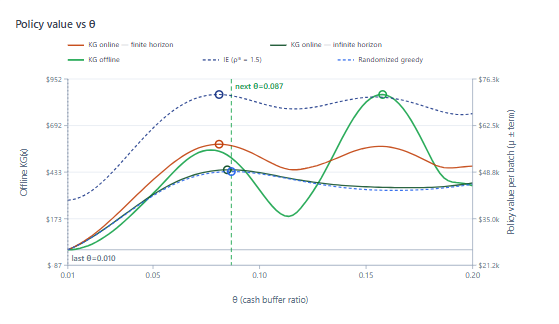 Policy value vs θ
KG online — finite horizon
KG online — infinite horizon
KG offline
IE (ρᴺ = 1.5)
Randomized greedy
$952
$76.3k
next θ=0.087
$692
$62.5k
$433
$48.8k
$173
$35.0k
last θ=0.010
$-87
$21.2k
0.01
0.05
0.10
0.15
0.20
θ (cash buffer ratio)
Offline KG(x)
Policy value per batch (μ ± term)